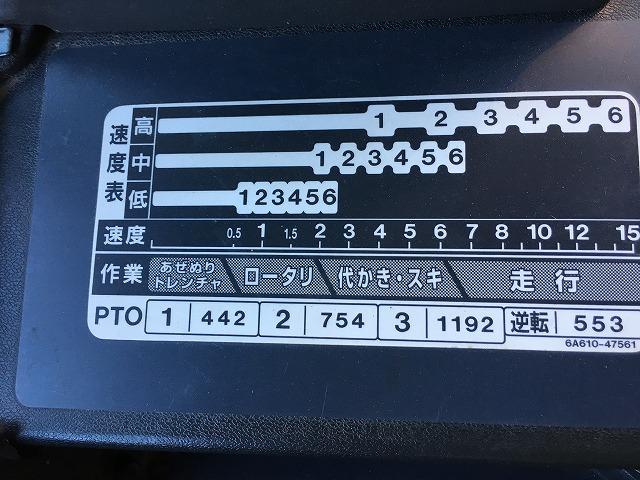 速度表
高 1 2 3 4 5 6
中 1 2 3 4 5 6
低 1 2 3 4 5 6
速度 0.5 1 1.5 2 3 4 5 6 7 8 10 12 15
作業 あぜぬり トレンチャ ロータリ 代かき・スキ 走行
PTO 1 442 2 754 3 1192 逆転 553
6A610-47561